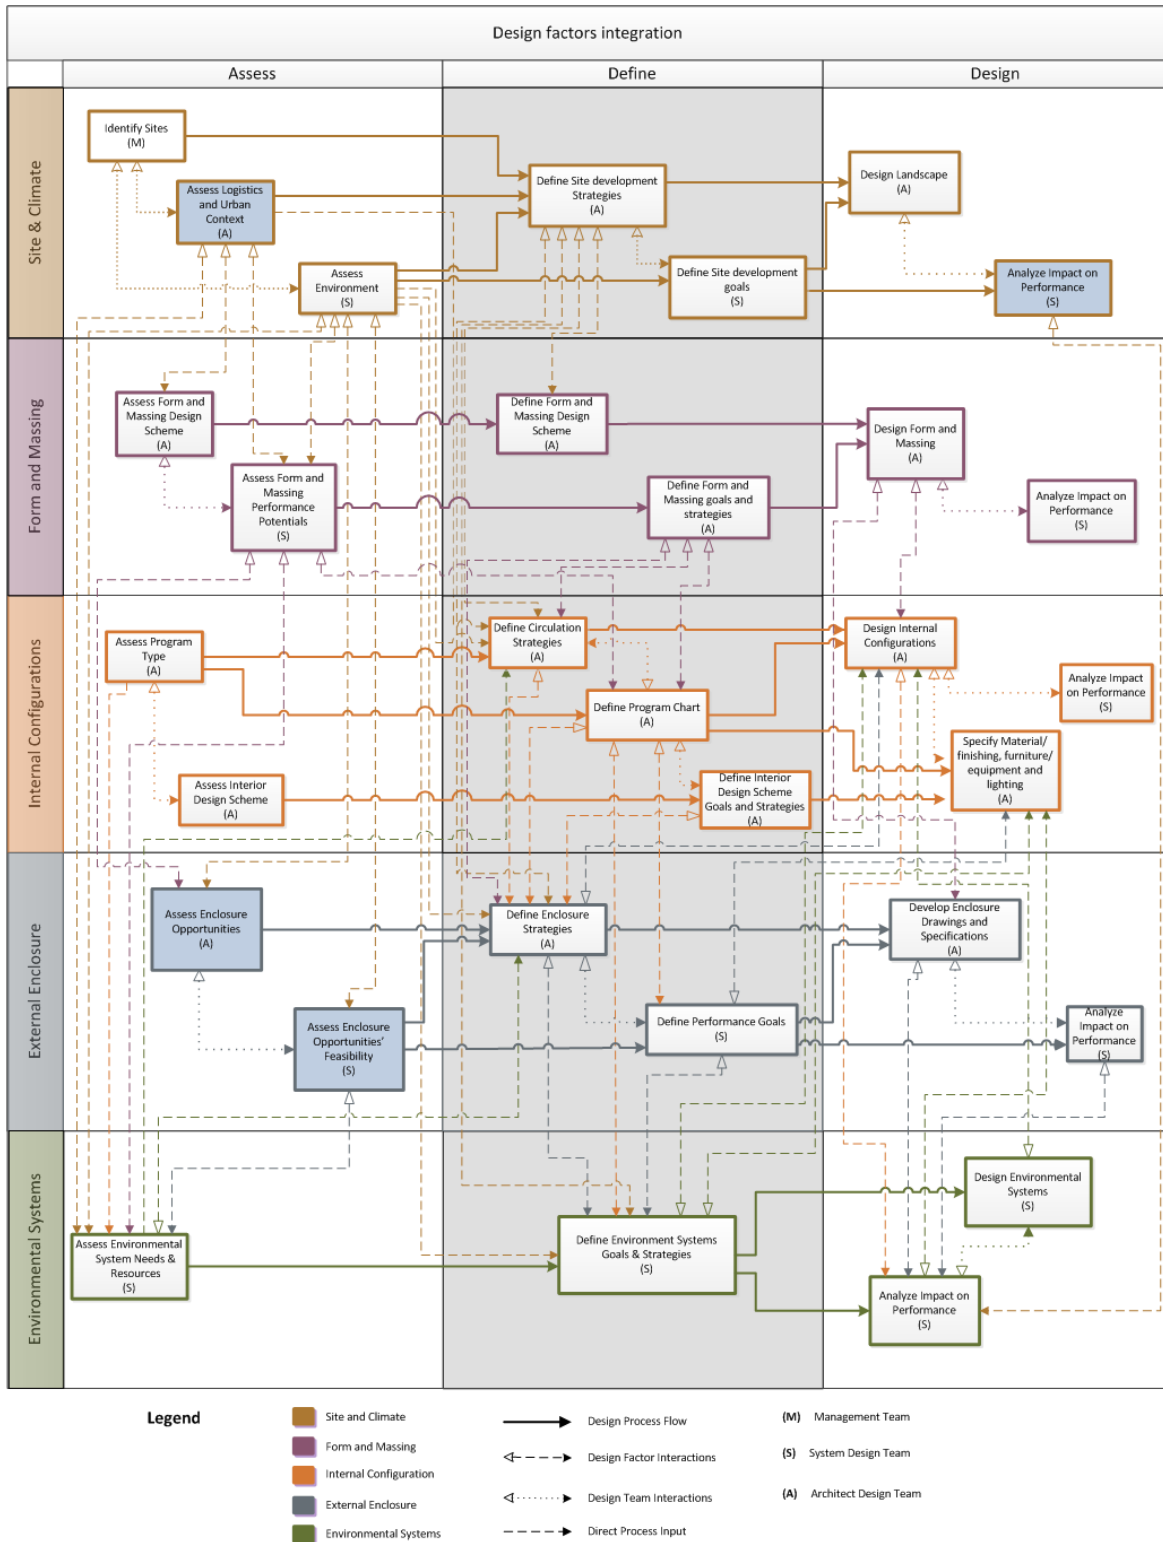 Design factors integration
Assess
Define
Design
Site & Climate
Identify Sites
(M)
Assess Logistics
and Urban
Context
(A)
Assess
Environment
(S)
Define Site development
Strategies
(A)
Define Site development
goals
(S)
Design Landscape
(A)
Analyze Impact on
Performance
(S)
Form and Massing
Assess Form and
Massing Design
Scheme
(A)
Assess Form and
Massing
Performance
Potentials
(S)
Define Form and
Massing Design
Scheme
(A)
Define Form and
Massing goals and
strategies
(A)
Design Form and
Massing
(A)
Analyze Impact on
Performance
(S)
Internal Configurations
Assess Program
Type
(A)
Assess Interior
Design Scheme
(A)
Define Circulation
Strategies
(A)
Define Program Chart
(A)
Define Interior
Design Scheme
Goals and Strategies
(A)
Design Internal
Configurations
(A)
Analyze Impact
on Performance
(S)
Specify Material/
finishing, furniture/
equipment and
lighting
(A)
External Enclosure
Assess Enclosure
Opportunities
(A)
Assess Enclosure
Opportunities'
Feasibility
(S)
Define Enclosure
Strategies
(A)
Define Performance Goals
(S)
Develop Enclosure
Drawings and
Specifications
(A)
Analyze
Impact on
Performance
(S)
Environmental Systems
Assess Environmental
System Needs &
Resources
(S)
Define Environment Systems
Goals & Strategies
(S)
Design Environmental
Systems
(S)
Analyze Impact on
Performance
(S)
Legend
Site and Climate
Form and Massing
Internal Configuration
External Enclosure
Environmental Systems
Design Process Flow
Design Factor Interactions
Design Team Interactions
Direct Process Input
(M) Management Team
(S) System Design Team
(A) Architect Design Team